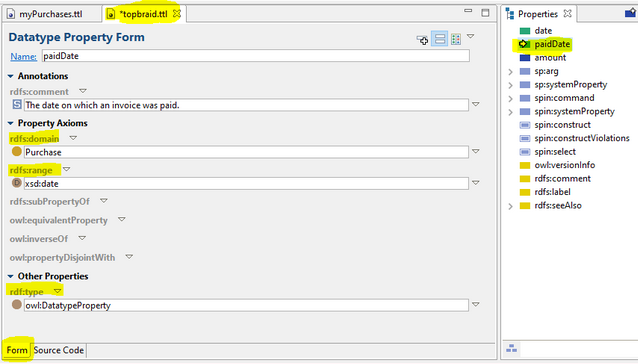 myPurchases.ttl
*topbraid.ttl
Datatype Property Form
Name: paidDate
Annotations
rdfs:comment
The date on which an invoice was paid.
Property Axioms
rdfs:domain
Purchase
rdfs:range
xsd:date
rdfs:subPropertyOf
owl:equivalentProperty
owl:inverseOf
owl:propertyDisjointWith
Other Properties
rdf:type
owl:DatatypeProperty
Form
Source Code
Properties
date
paidDate
amount
sp:arg
sp:systemProperty
spin:command
spin:systemProperty
spin:construct
spin:constructViolations
spin:select
owl:versionInfo
rdfs:comment
rdfs:label
rdfs:seeAlso